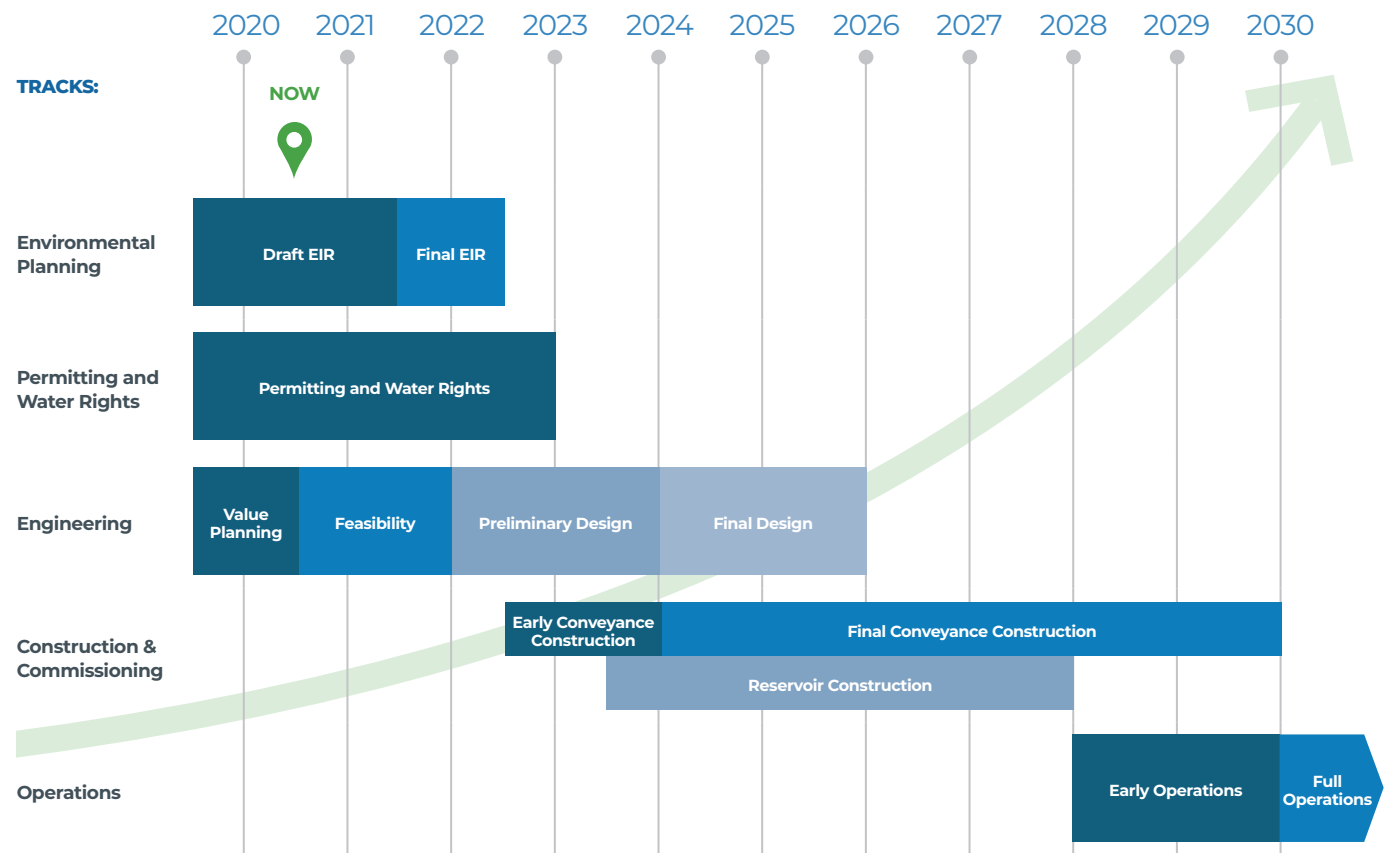 2020 2021 2022 2023 2024 2025 2026 2027 2028 2029 2030
TRACKS:
NOW
Environmental
Planning
Draft EIR
Final EIR
Permitting and
Water Rights
Permitting and Water Rights
Engineering
Value
Planning
Feasibility
Preliminary Design
Final Design
Construction &
Commissioning
Early Conveyance
Construction
Final Conveyance Construction
Reservoir Construction
Operations
Early Operations
Full
Operations